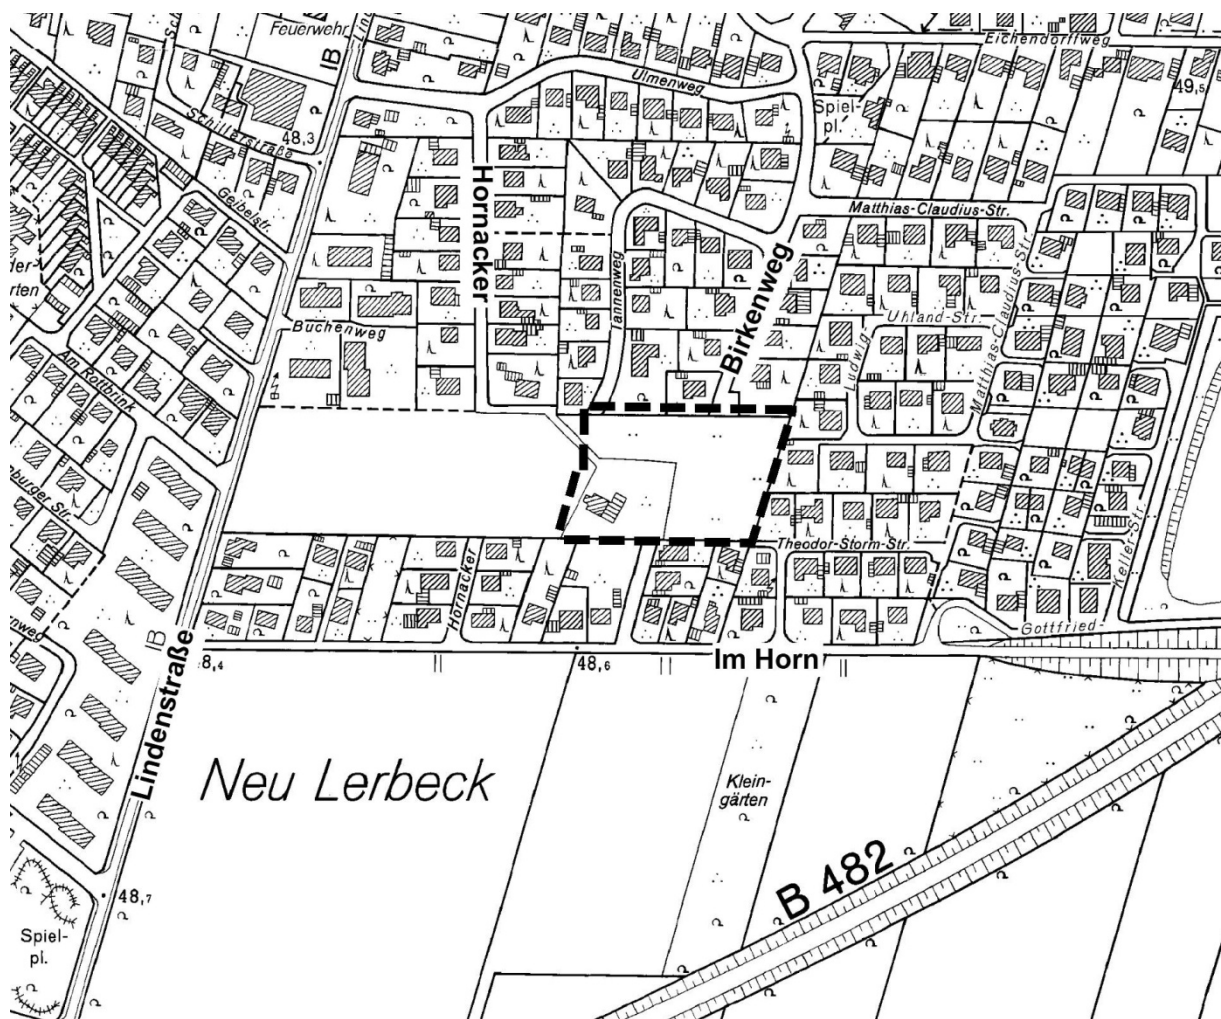 Feuerwehr
IB
Eichendorffweg
Ulmenweg
49,5
Spiel-
pl.
Schillerstraße
48,3
Geibelstr.
Hornacker
Matthias-Claudius-Str.
Birkenweg
Tannenweg
Matthias-Claudius-Str.
Uhland-Str.
Ludwig
Buchenweg
Am Rottbrink
Theodor-Storm-Str.
Keller-Str.
Hornacker
Gottfried
IB
Lindenstraße
48,6
Im Horn
Neu Lerbeck
Klein-
gärten
B 482
48,7
Spiel-
pl.